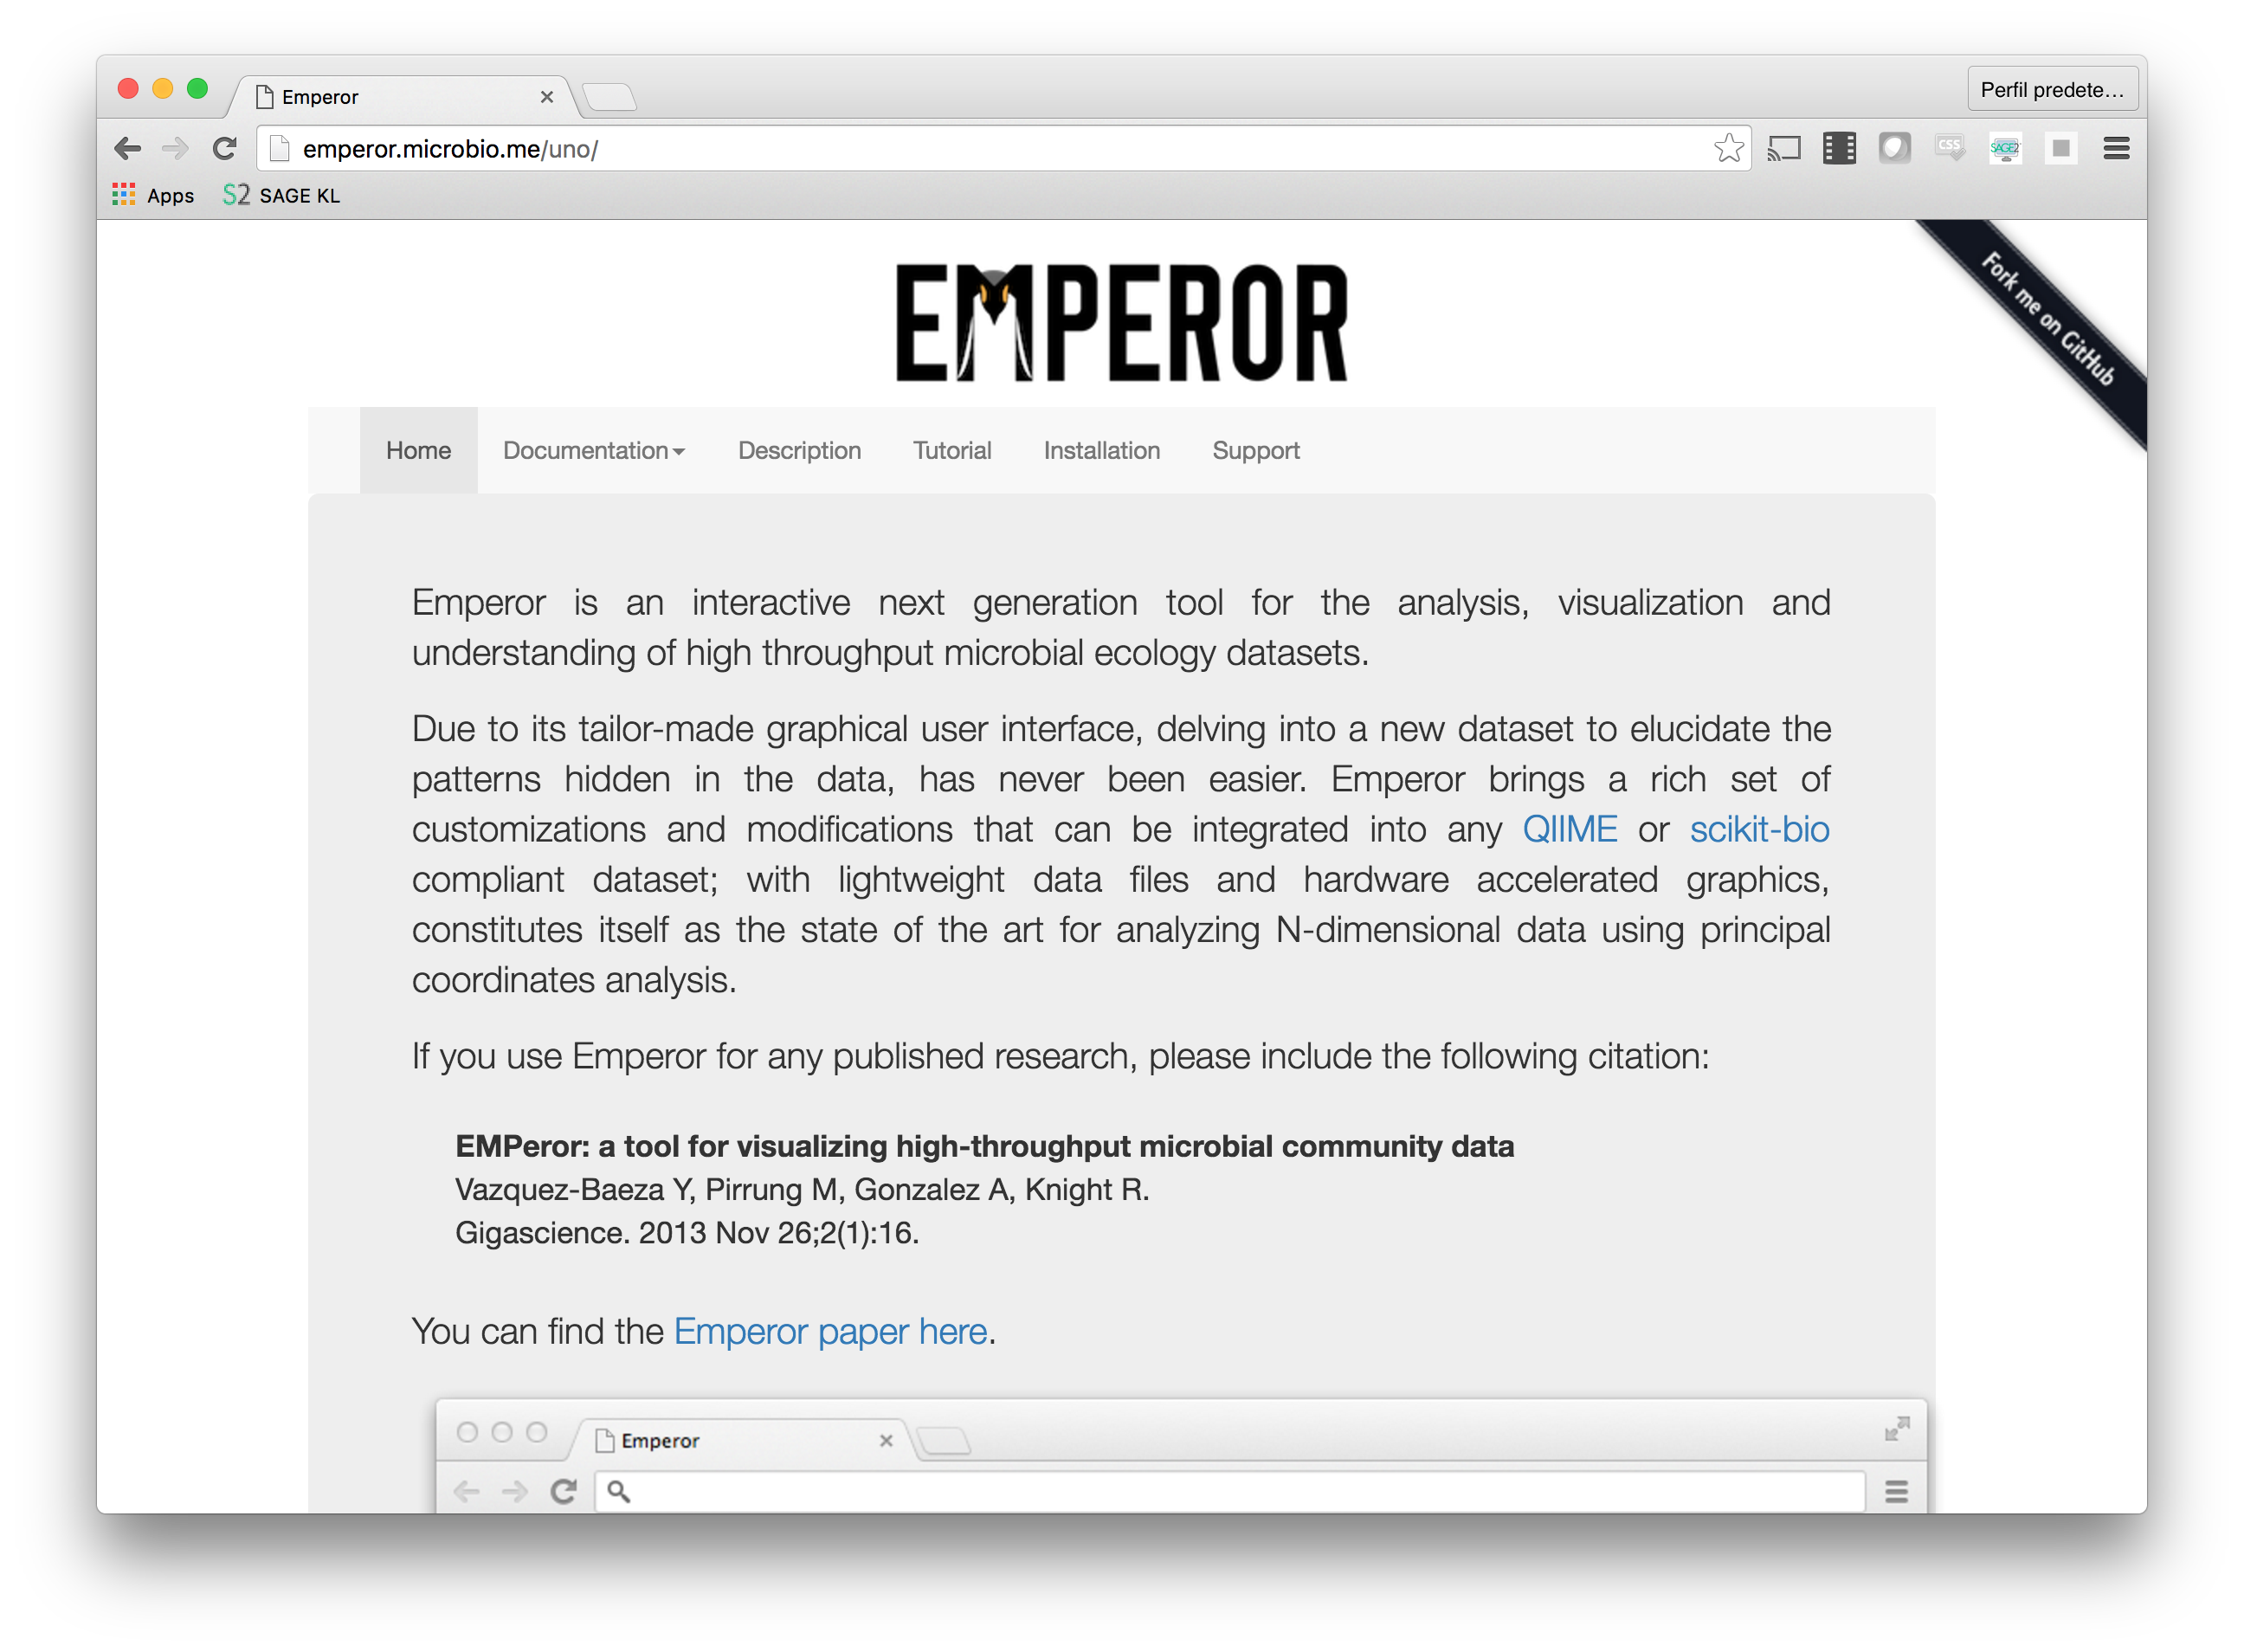 Emperor
Perfil predete...
emperor.microbio.me/uno/
CSS
SAGE2
Apps
S2 SAGE KL
EMPEROR
Fork me on GitHub
Home Documentation Description Tutorial Installation Support
Emperor is an interactive next generation tool for the analysis, visualization and
understanding of high throughput microbial ecology datasets.
Due to its tailor-made graphical user interface, delving into a new dataset to elucidate the
patterns hidden in the data, has never been easier. Emperor brings a rich set of
customizations and modifications that can be integrated into any QIIME or scikit-bio
compliant dataset; with lightweight data files and hardware accelerated graphics,
constitutes itself as the state of the art for analyzing N-dimensional data using principal
coordinates analysis.
If you use Emperor for any published research, please include the following citation:
EMPeror: a tool for visualizing high-throughput microbial community data
Vazquez-Baeza Y, Pirrung M, Gonzalez A, Knight R.
Gigascience. 2013 Nov 26;2(1):16.
You can find the Emperor paper here.
Emperor